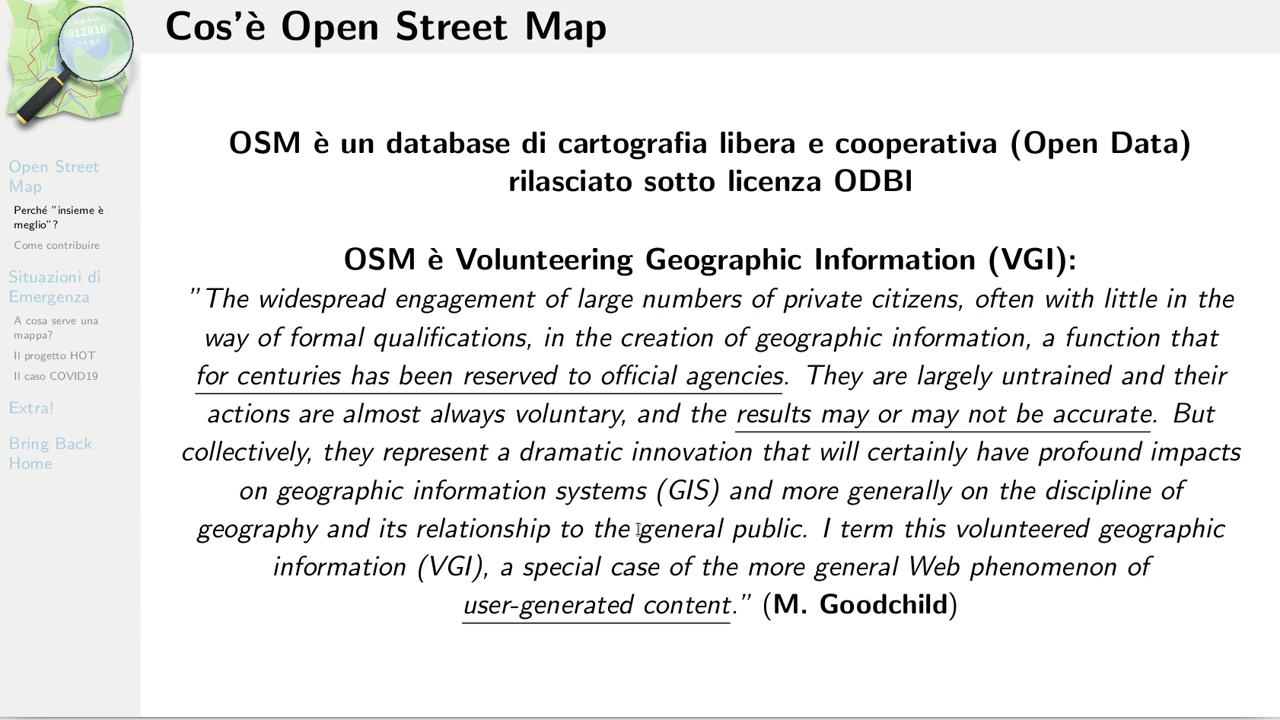 Cos'è Open Street Map
011010
Open Street
Map
Perché "insieme è
meglio"?
Come contribuire
Situazioni di
Emergenza
A cosa serve una
mappa?
Il progetto HOT
Il caso COVID19
Extra!
Bring Back
Home
OSM è un database di cartografia libera e cooperativa (Open Data)
rilasciato sotto licenza ODBl
OSM è Volunteering Geographic Information (VGI):
"The widespread engagement of large numbers of private citizens, often with little in the
way of formal qualifications, in the creation of geographic information, a function that
for centuries has been reserved to official agencies. They are largely untrained and their
actions are almost always voluntary, and the results may or may not be accurate. But
collectively, they represent a dramatic innovation that will certainly have profound impacts
on geographic information systems (GIS) and more generally on the discipline of
geography and its relationship to the general public. I term this volunteered geographic
information (VGI), a special case of the more general Web phenomenon of
user-generated content." (M. Goodchild)